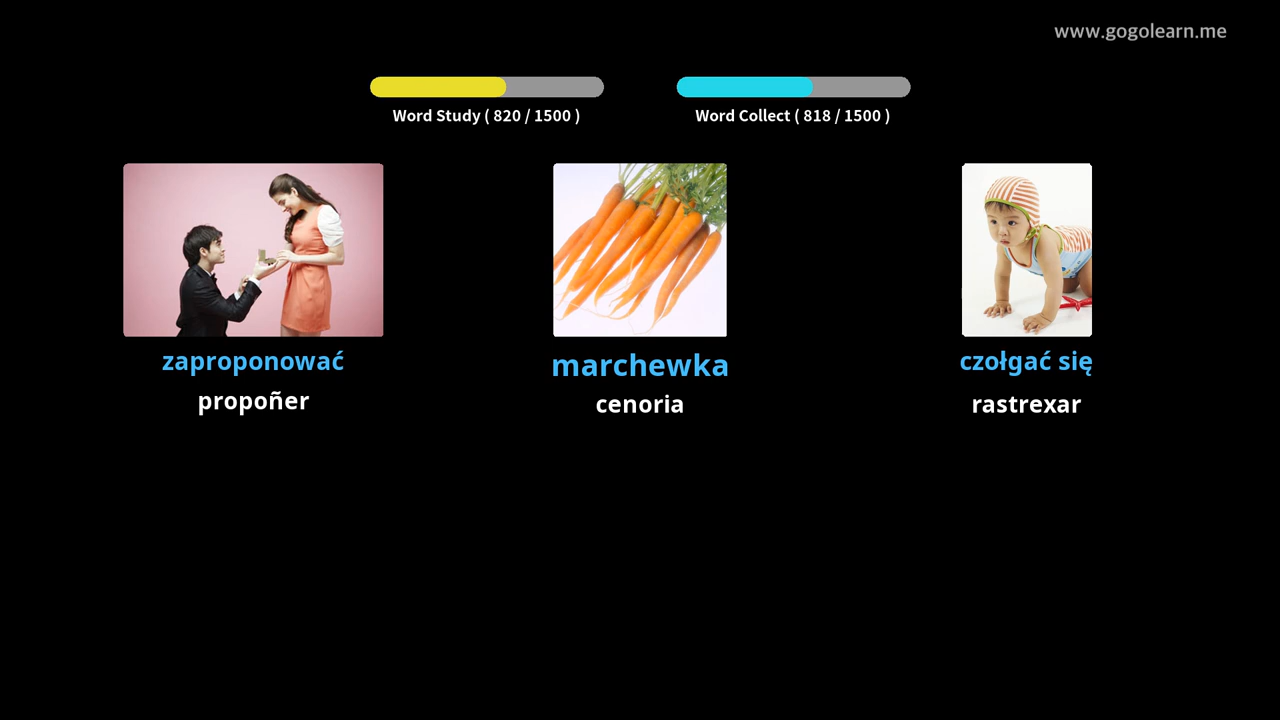 www.gogolearn.me
Word Study ( 820 / 1500 )
Word Collect ( 818 / 1500 )
zaproponować
propoñer
marchewka
cenoria
czołgać się
rastrexar